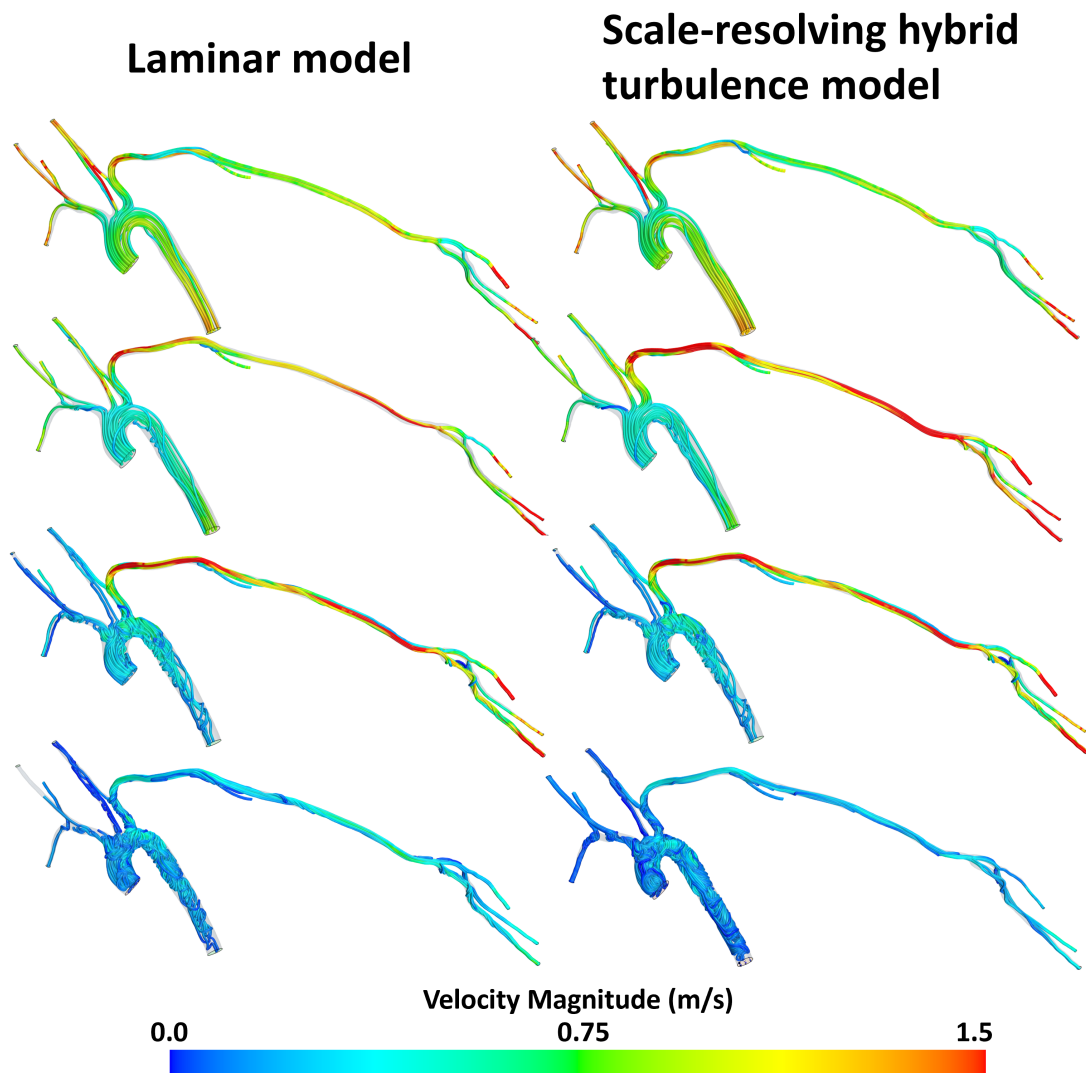 Laminar model
Scale-resolving hybrid
turbulence model
Velocity Magnitude (m/s)
0.0
0.75
1.5